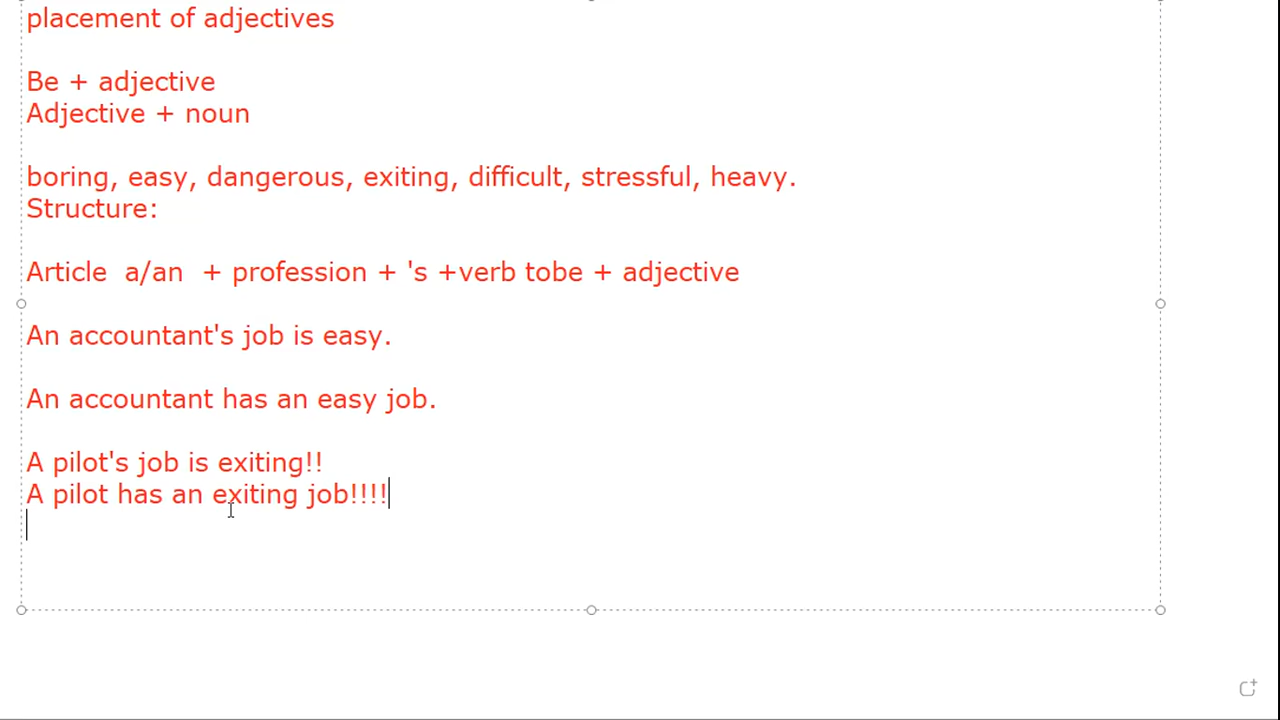 placement of adjectives
Be + adjective
Adjective + noun
boring, easy, dangerous, exiting, difficult, stressful, heavy.
Structure:
Article  a/an  + profession + 's +verb tobe + adjective
An accountant's job is easy.
An accountant has an easy job.
A pilot's job is exiting!!
A pilot has an exiting job!!!!